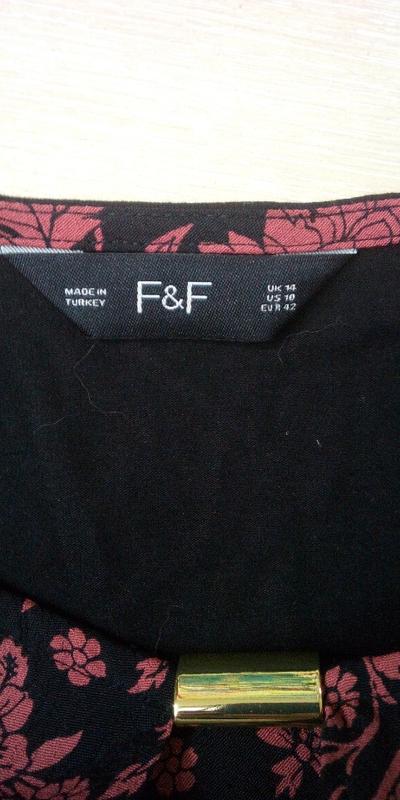 MADE IN
TURKEY
F&F
UK 14
US 10
EUR 42